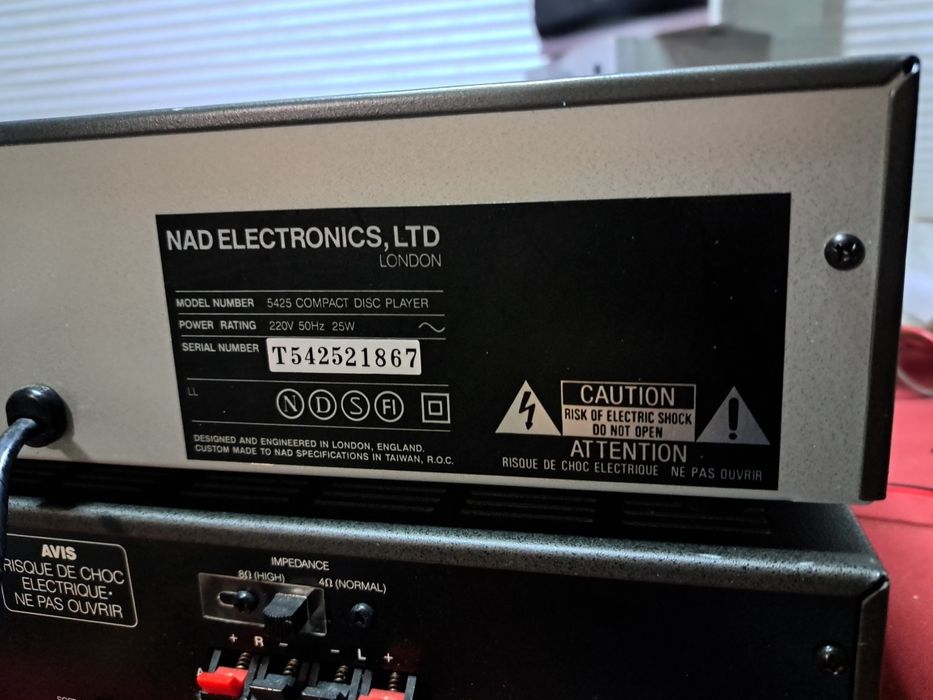 NAD ELECTRONICS, LTD
LONDON
MODEL NUMBER 5425 COMPACT DISC PLAYER
POWER RATING 220V 50Hz 25W
SERIAL NUMBER T542521867
LL
N D S FI
DESIGNED AND ENGINEERED IN LONDON, ENGLAND.
CUSTOM MADE TO NAD SPECIFICATIONS IN TAIWAN, R.O.C.
CAUTION
RISK OF ELECTRIC SHOCK
DO NOT OPEN
ATTENTION
RISQUE DE CHOC ELECTRIQUE NE PAS OUVRIR
AVIS
RISQUE DE CHOC
ELECTRIQUE·
NE PAS OUVRIR
IMPEDANCE
8Ω (HIGH) 4Ω (NORMAL)
+ R - - L +